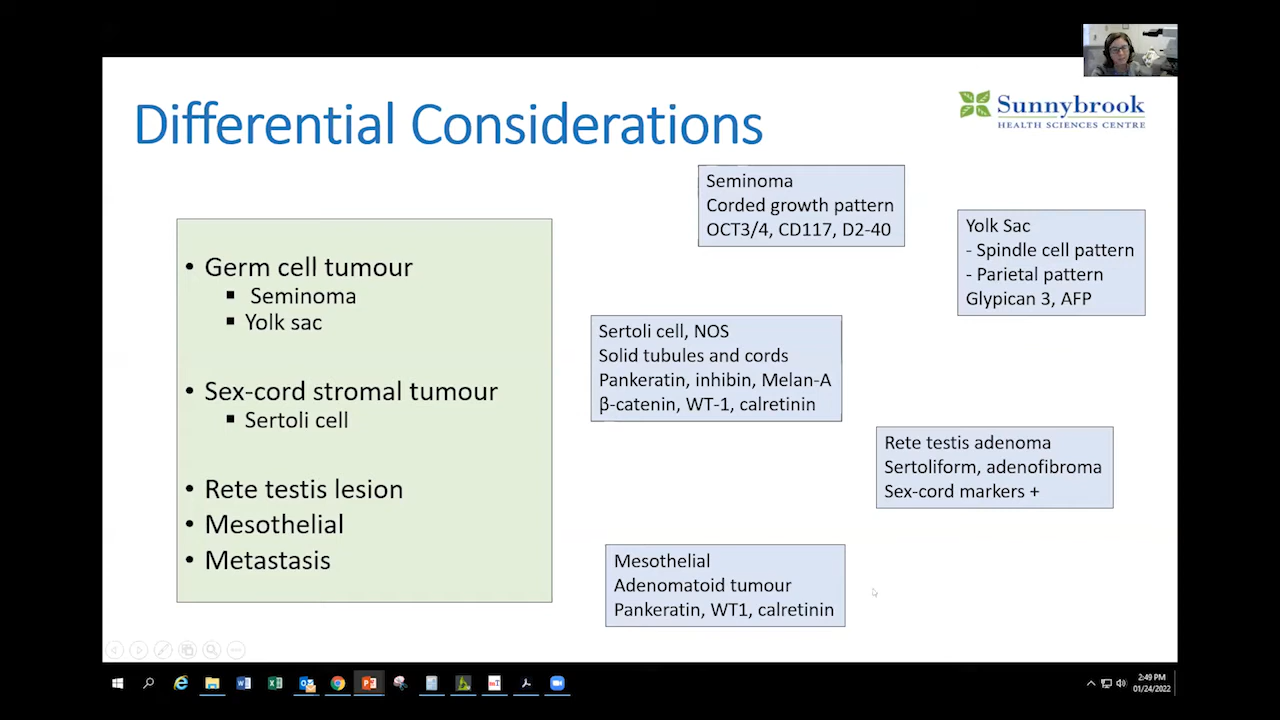 Differential Considerations
Sunnybrook
HEALTH SCIENCES CENTRE
• Germ cell tumour
▪ Seminoma
▪ Yolk sac
• Sex-cord stromal tumour
▪ Sertoli cell
• Rete testis lesion
• Mesothelial
• Metastasis
Seminoma
Corded growth pattern
OCT3/4, CD117, D2-40
Yolk Sac
- Spindle cell pattern
- Parietal pattern
Glypican 3, AFP
Sertoli cell, NOS
Solid tubules and cords
Pankeratin, inhibin, Melan-A
β-catenin, WT-1, calretinin
Rete testis adenoma
Sertoliform, adenofibroma
Sex-cord markers +
Mesothelial
Adenomatoid tumour
Pankeratin, WT1, calretinin
2:49 PM
01/24/2022